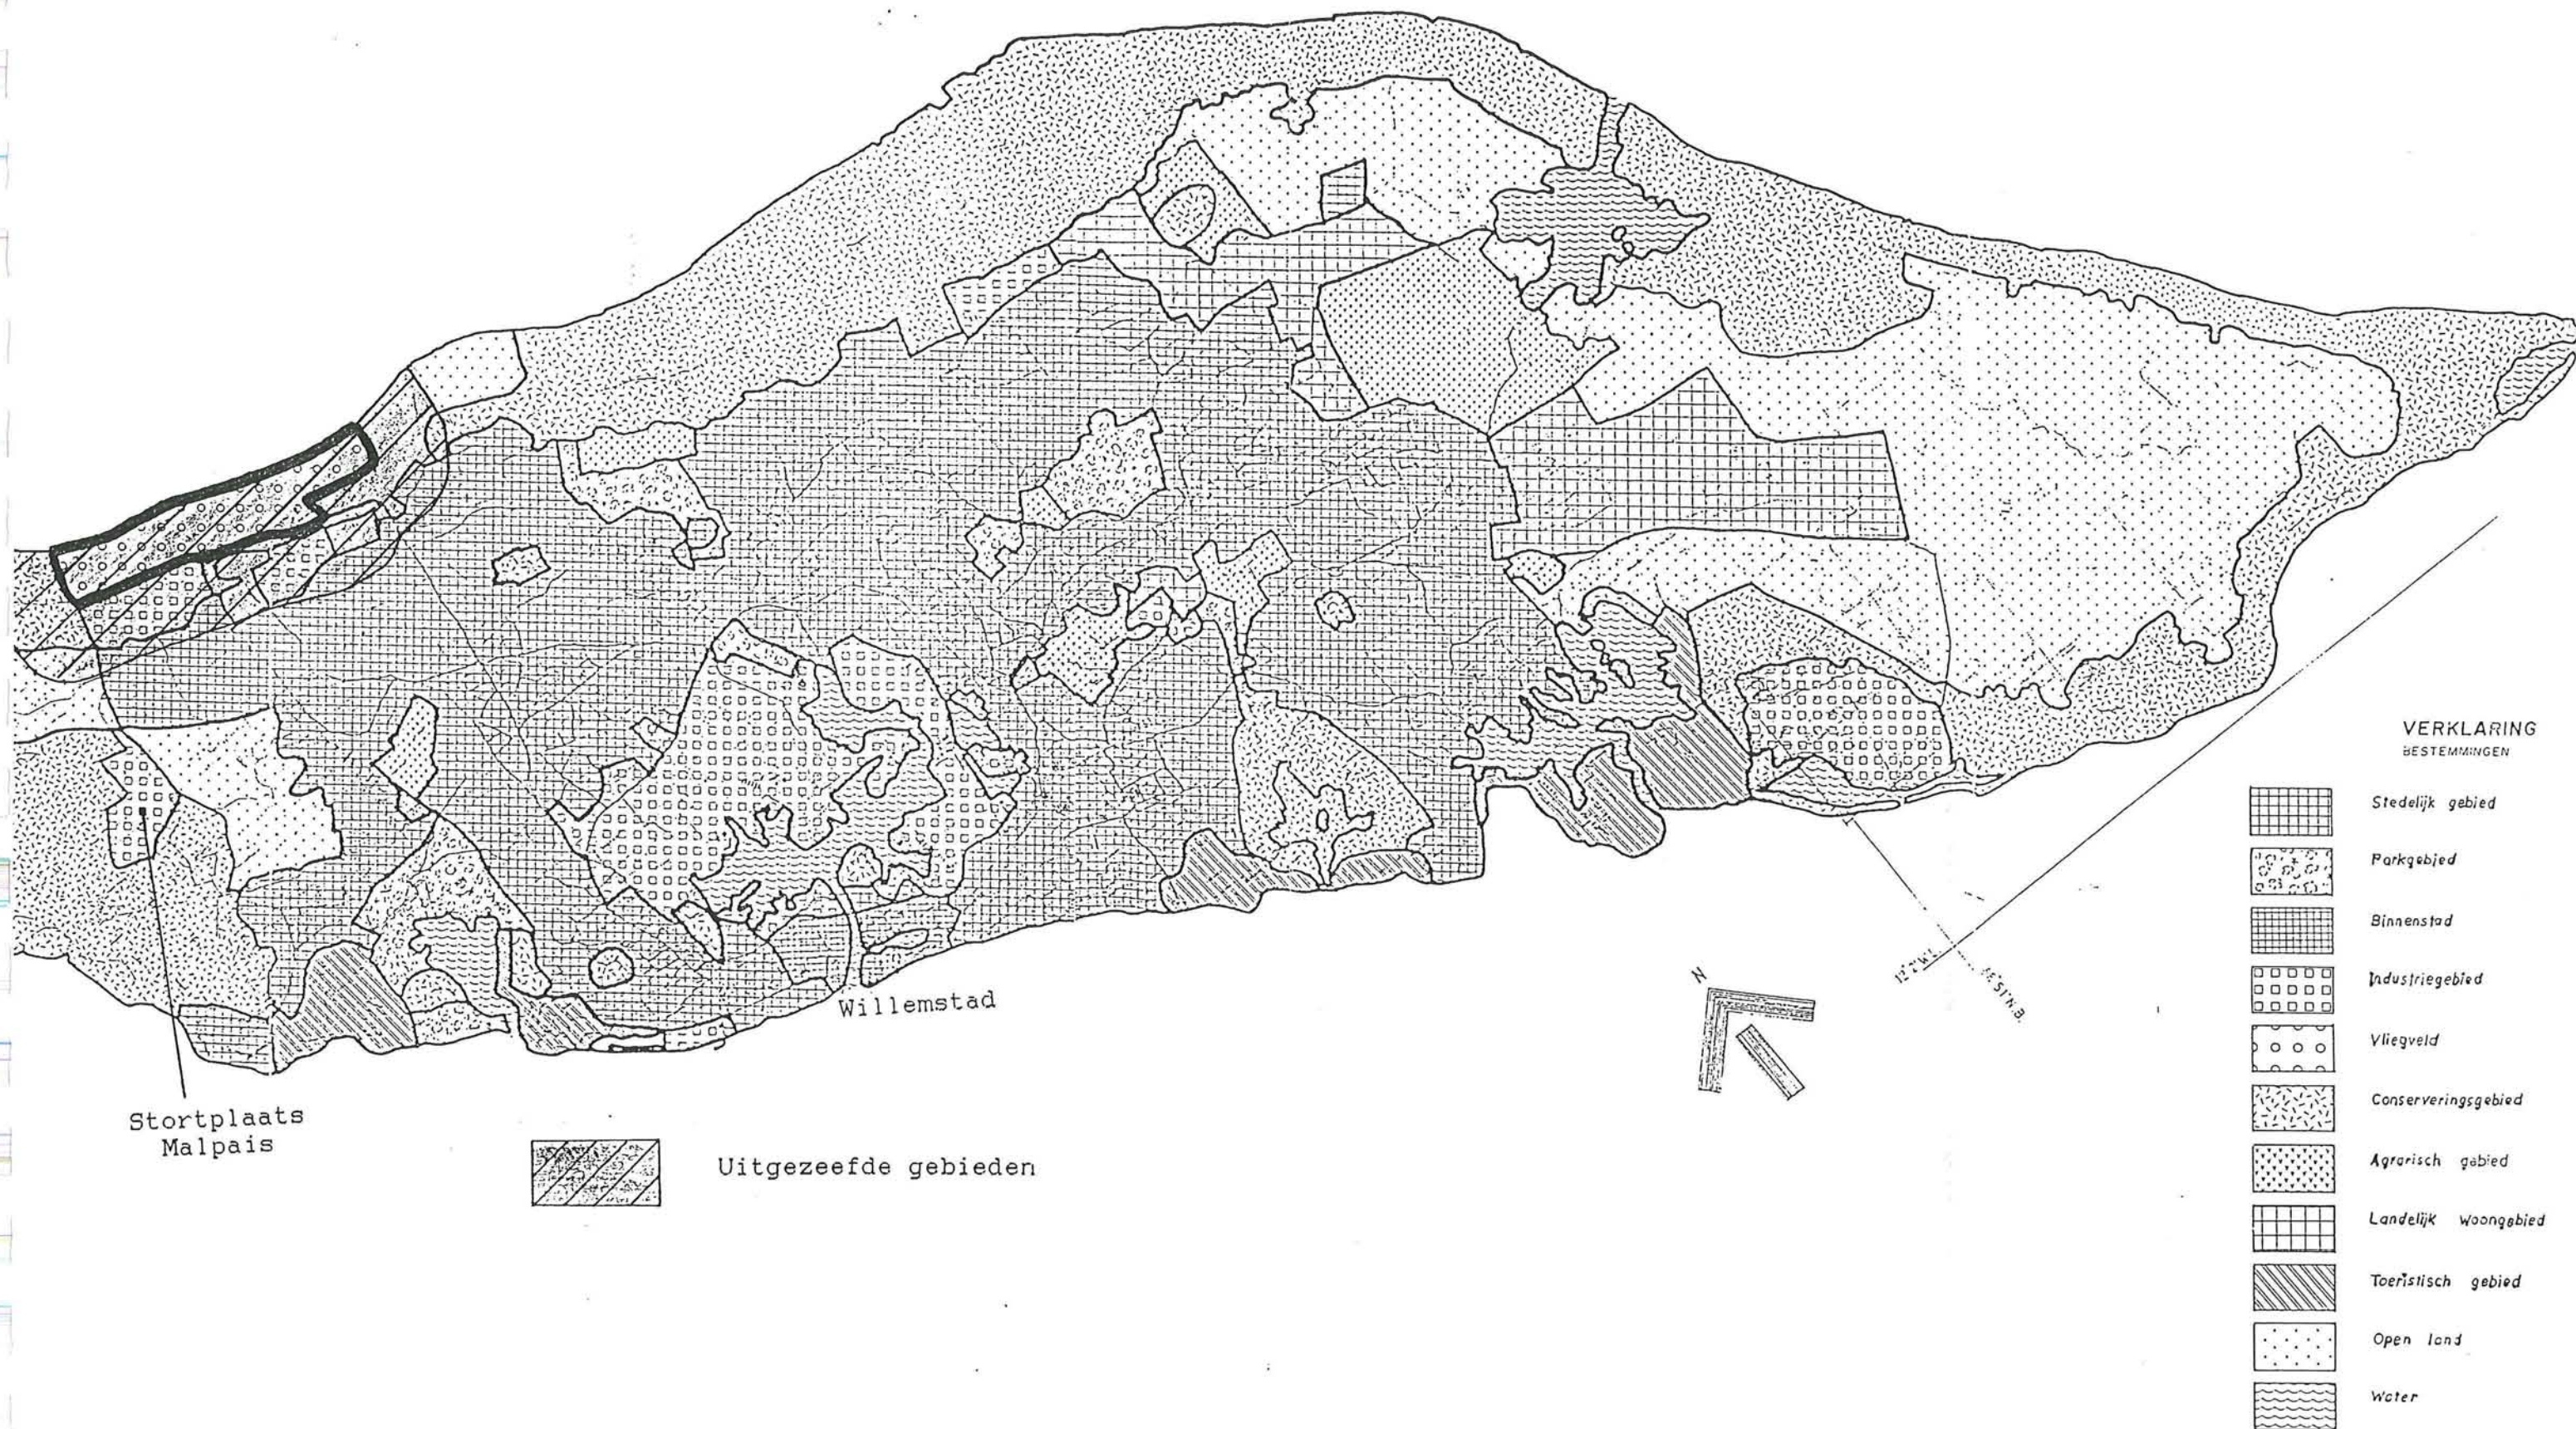 Willemstad
Stortplaats
Malpais
Uitgezeefde gebieden
N
VERKLARING
BESTEMMINGEN
Stedelijk gebied
Parkgebied
Binnenstad
Industriegebied
Vliegveld
Conserveringsgebied
Agrarisch gebied
Landelijk woongebied
Toeristisch gebied
Open land
Water